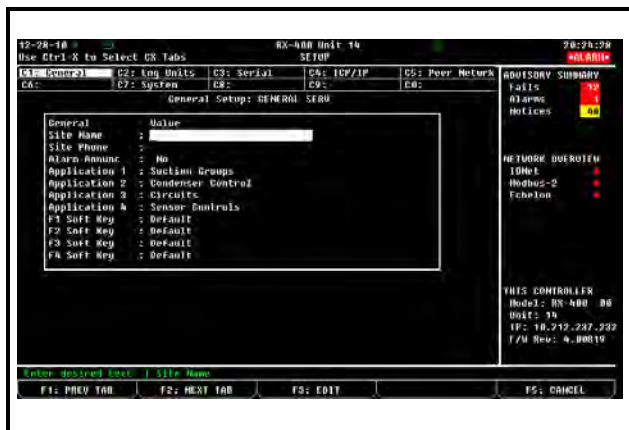 12-28-10 RX-400 Unit 14 20:24:28
Use Ctrl-X to Select CX Tabs SETUP *ALARM*
C1: General C2: Eng Units C3: Serial C4: TCP/IP C5: Peer Network
C6: C7: System C8: C9: C0:
General Setup: GENERAL SERV
General Value
Site Name :
Site Phone :
Alarm Annunc : No
Application 1 : Suction Groups
Application 2 : Condenser Control
Application 3 : Circuits
Application 4 : Sensor Controls
F1 Soft Key : Default
F2 Soft Key : Default
F3 Soft Key : Default
F4 Soft Key : Default
ADVISORY SUMMARY
Fails
Alarms
Notices
NETWORK OVERVIEW
IONet
Modbus-2
Echelon
THIS CONTROLLER
Model: RX-400 00
Unit: 14
IP: 10.212.237.232
F/W Rev: 4.00B19
Enter desired text | Site Name
F1: PREV TAB F2: NEXT TAB F3: EDIT F5: CANCEL